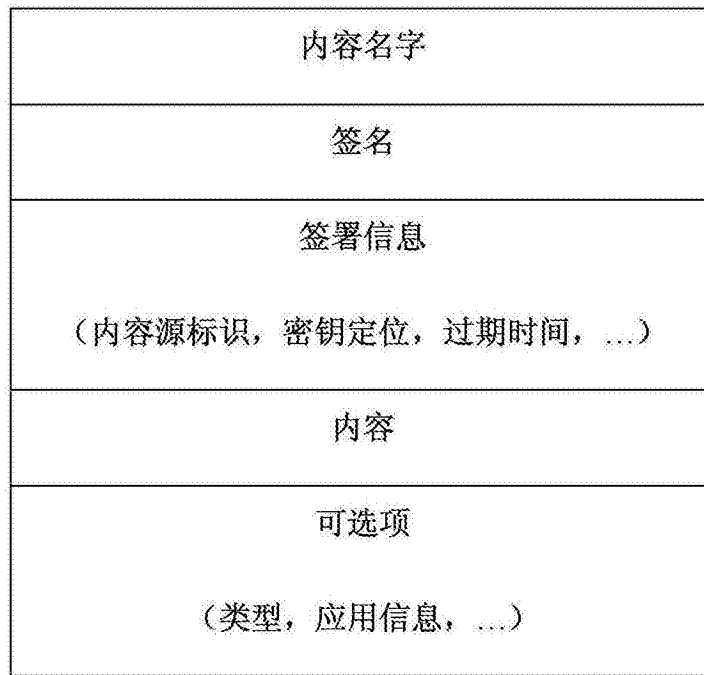 内容名字
签名
签署信息
（内容源标识，密钥定位，过期时间，…）
内容
可选项
（类型，应用信息，…）